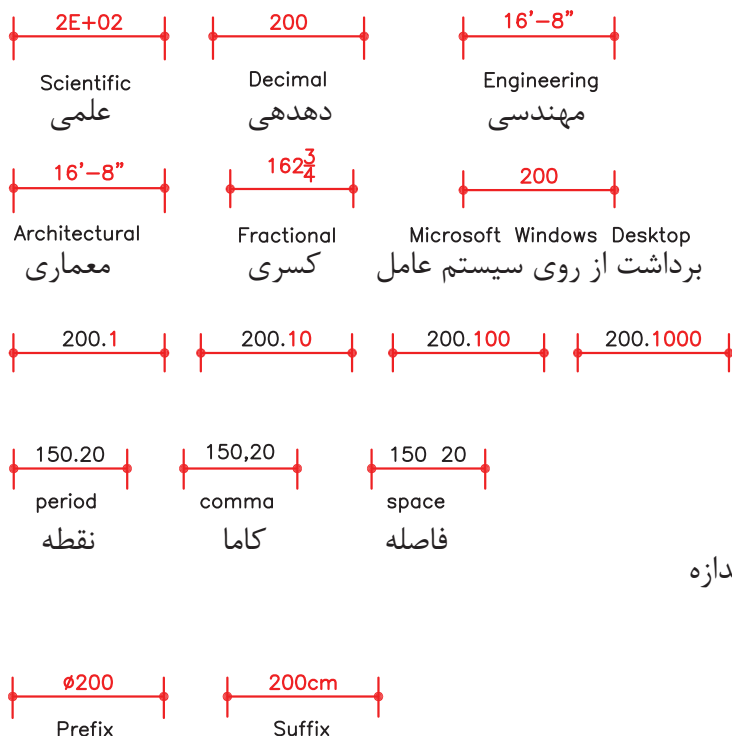 2E+02 200 16'-8"
Scientific Decimal Engineering
علمی دهدهی مهندسی
16'-8" 162 3/4 200
Architectural Fractional Microsoft Windows Desktop
معماری کسری برداشت از روی سیستم عامل
200.1 200.10 200.100 200.1000
150.20 150,20 150 20
period comma space
نقطه کاما فاصله
ø200 200cm
Prefix Suffix